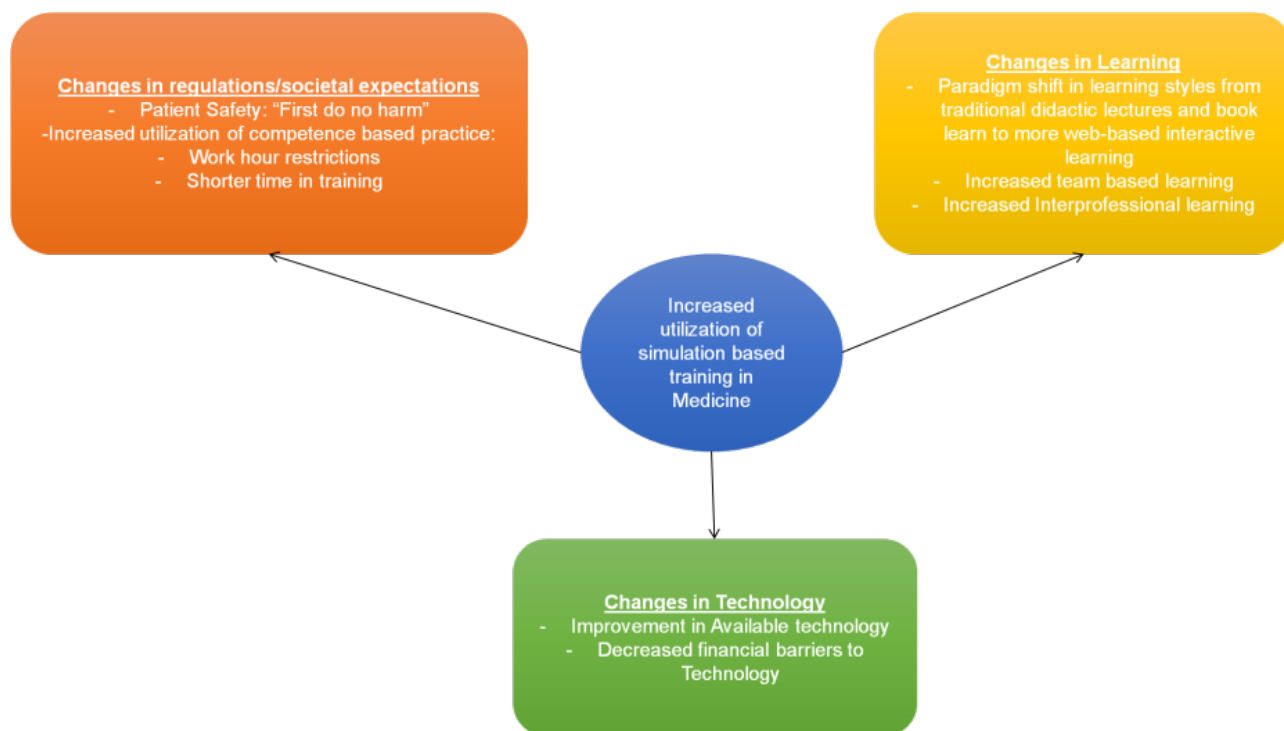 Changes in regulations/societal expectations
- Patient Safety: “First do no harm”
-Increased utilization of competence based practice:
- Work hour restrictions
- Shorter time in training
Changes in Learning
- Paradigm shift in learning styles from
traditional didactic lectures and book
learn to more web-based interactive
learning
- Increased team based learning
- Increased Interprofessional learning
Increased
utilization of
simulation based
training in
Medicine
Changes in Technology
- Improvement in Available technology
- Decreased financial barriers to
Technology